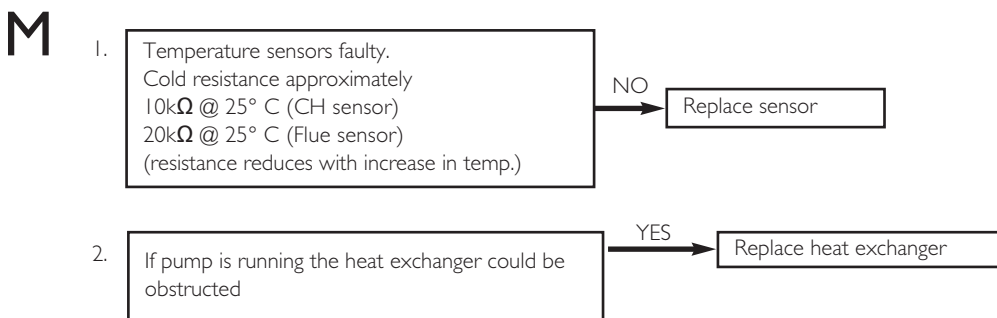 M
1.
Temperature sensors faulty.
Cold resistance approximately
10kΩ @ 25° C (CH sensor)
20kΩ @ 25° C (Flue sensor)
(resistance reduces with increase in temp.)
NO
Replace sensor
2.
If pump is running the heat exchanger could be
obstructed
YES
Replace heat exchanger